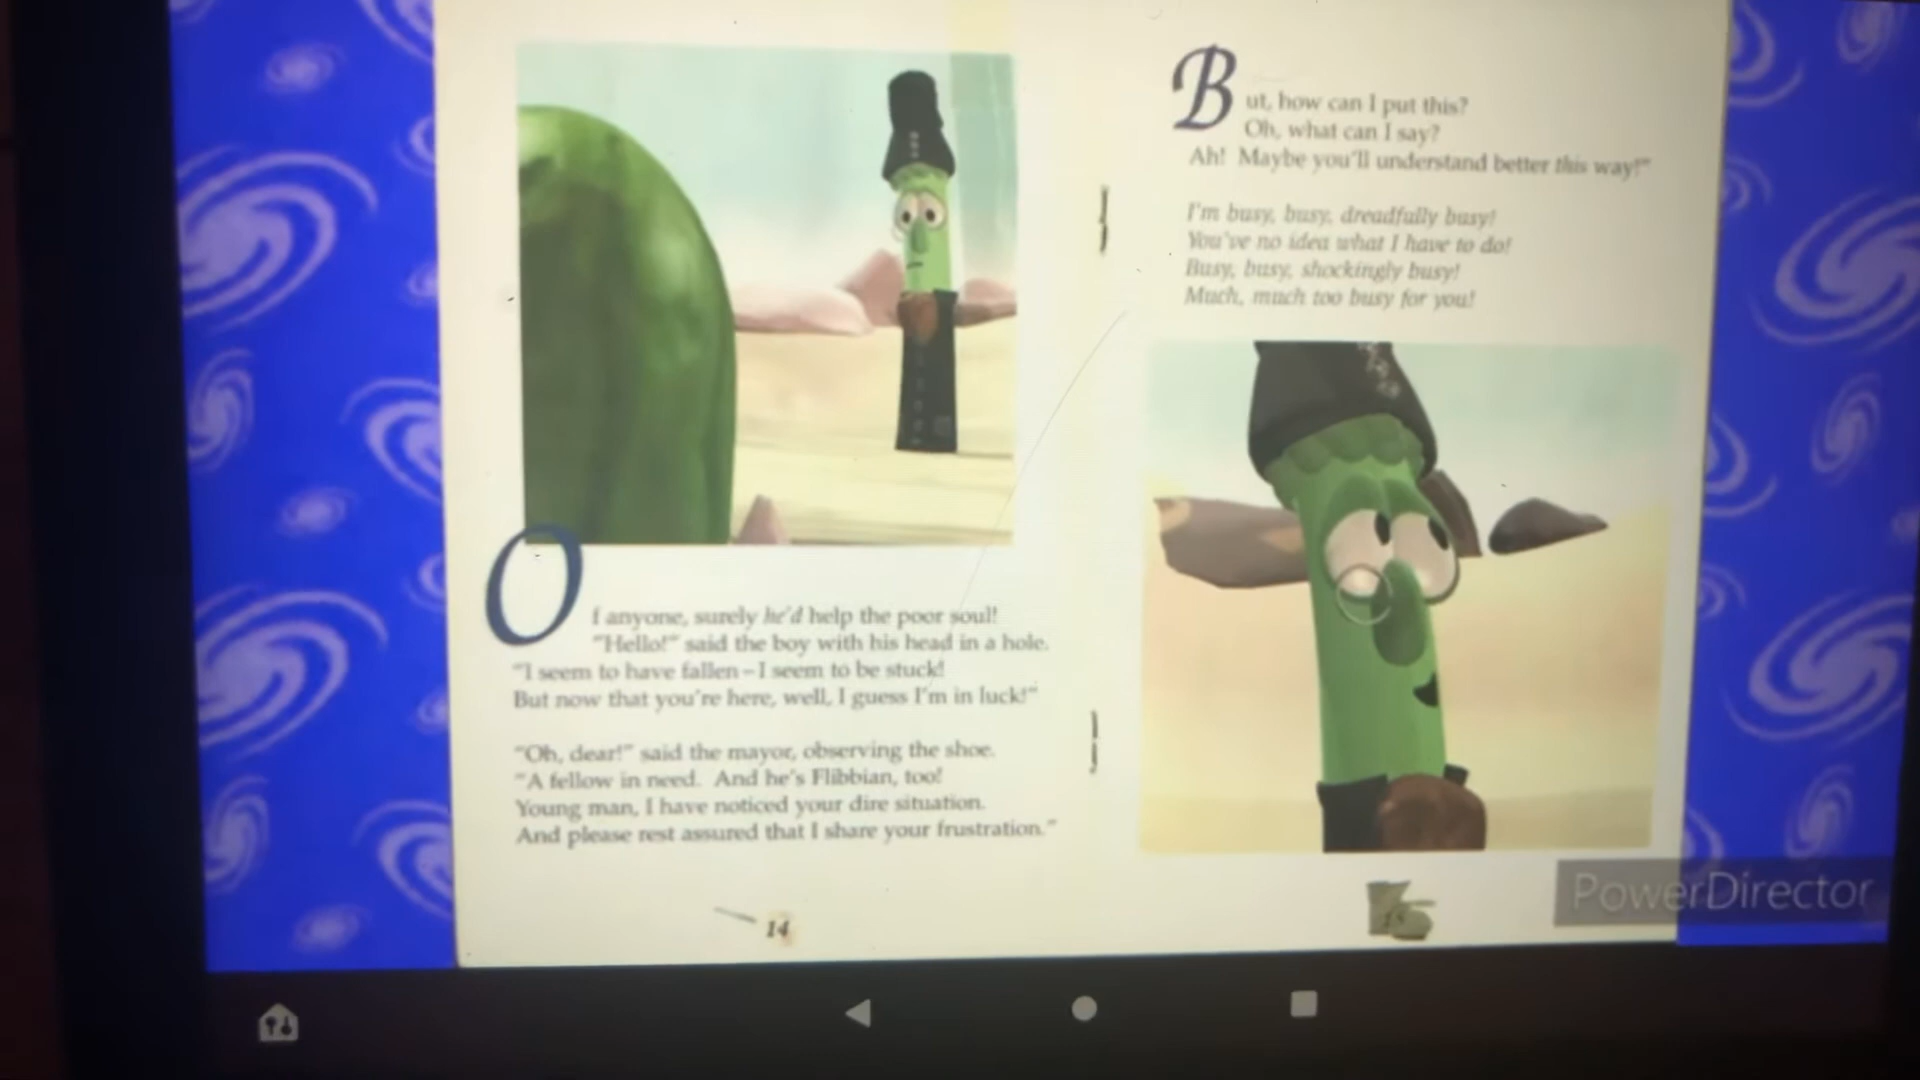 Of anyone, surely he'd help the poor soul!
"Hello!" said the boy with his head in a hole.
"I seem to have fallen – I seem to be stuck!
But now that you're here, well, I guess I'm in luck!"
"Oh, dear!" said the mayor, observing the shoe.
"A fellow in need. And he's Flibbian, too!
Young man, I have noticed your dire situation.
And please rest assured that I share your frustration."
14
But, how can I put this?
Oh, what can I say?
Ah! Maybe you'll understand better this way!"
I'm busy, busy, dreadfully busy!
You've no idea what I have to do!
Busy, busy, shockingly busy!
Much, much too busy for you!
PowerDirector